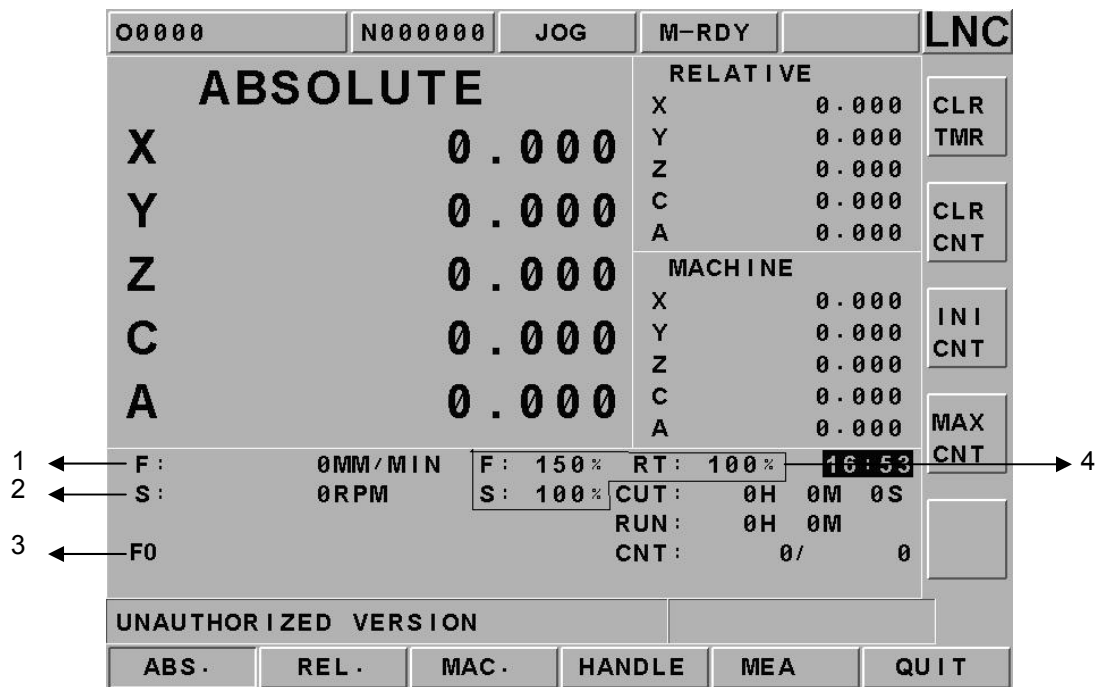 O0000 N000000 JOG M-RDY LNC
ABSOLUTE
X 0.000
Y 0.000
Z 0.000
C 0.000
A 0.000
RELATIVE
X 0.000
Y 0.000
Z 0.000
C 0.000
A 0.000
MACHINE
X 0.000
Y 0.000
Z 0.000
C 0.000
A 0.000
CLR
TMR
CLR
CNT
INI
CNT
MAX
CNT
1 F: 0MM/MIN F: 150% RT: 100% 16:53 4
2 S: 0RPM S: 100% CUT: 0H 0M 0S
RUN: 0H 0M
3 F0 CNT: 0/ 0
UNAUTHORIZED VERSION
ABS. REL. MAC. HANDLE MEA QUIT